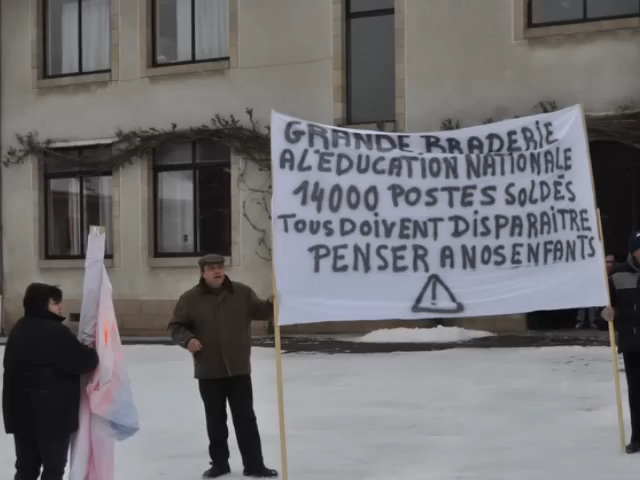 GRANDE BRADERIE
A L'EDUCATION NATIONALE
14000 POSTES SOLDÉS
TOUS DOIVENT DISPARAITRE
PENSER A NOS ENFANTS